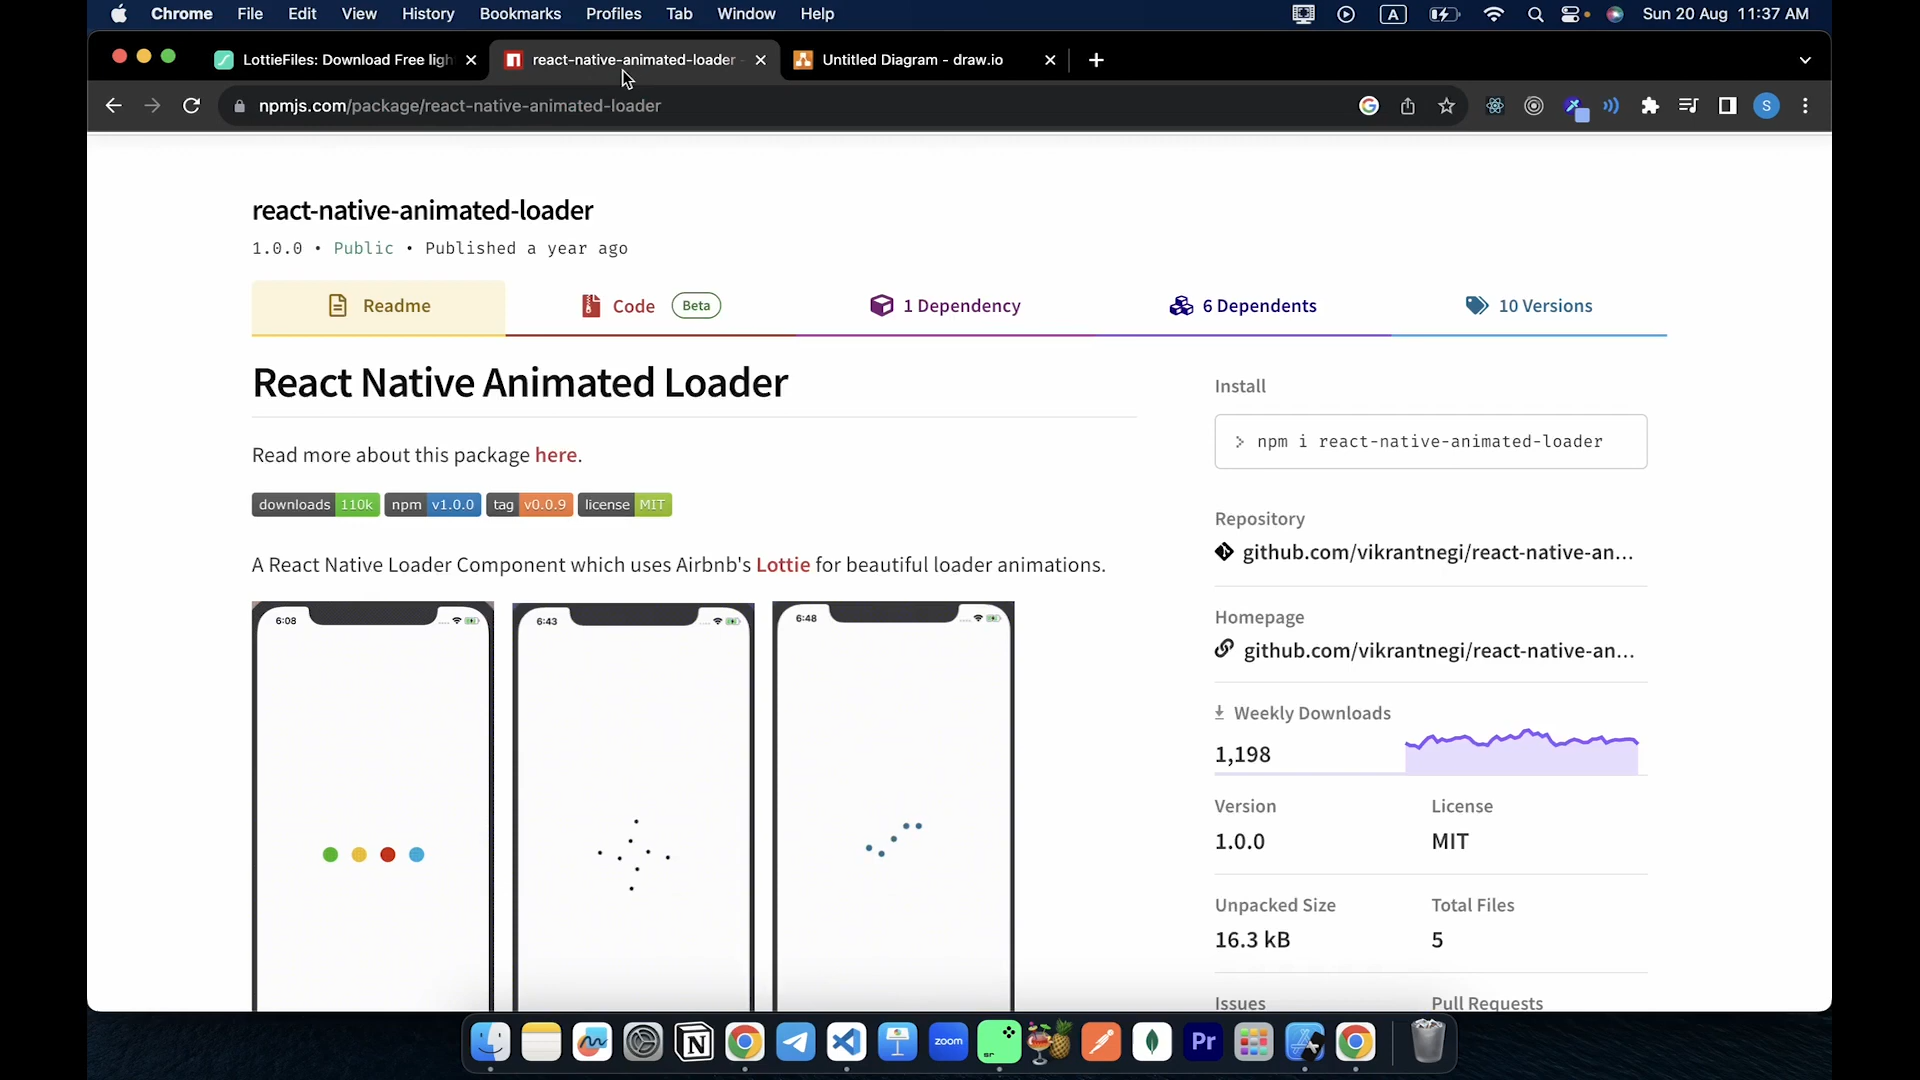 Chrome File Edit View History Bookmarks Profiles Tab Window Help A Sun 20 Aug 11:37 AM
LottieFiles: Download Free ligh react-native-animated-loader - Untitled Diagram - draw.io
npmjs.com/package/react-native-animated-loader S
react-native-animated-loader
1.0.0 • Public • Published a year ago
Readme Code Beta 1 Dependency 6 Dependents 10 Versions
React Native Animated Loader
Read more about this package here.
downloads 110k npm v1.0.0 tag v0.0.9 license MIT
A React Native Loader Component which uses Airbnb's Lottie for beautiful loader animations.
6:08 6:43 6:48
Install
> npm i react-native-animated-loader
Repository
github.com/vikrantnegi/react-native-an...
Homepage
github.com/vikrantnegi/react-native-an...
Weekly Downloads
1,198
Version License
1.0.0 MIT
Unpacked Size Total Files
16.3 kB 5
Issues Pull Requests
zoom sr Pr